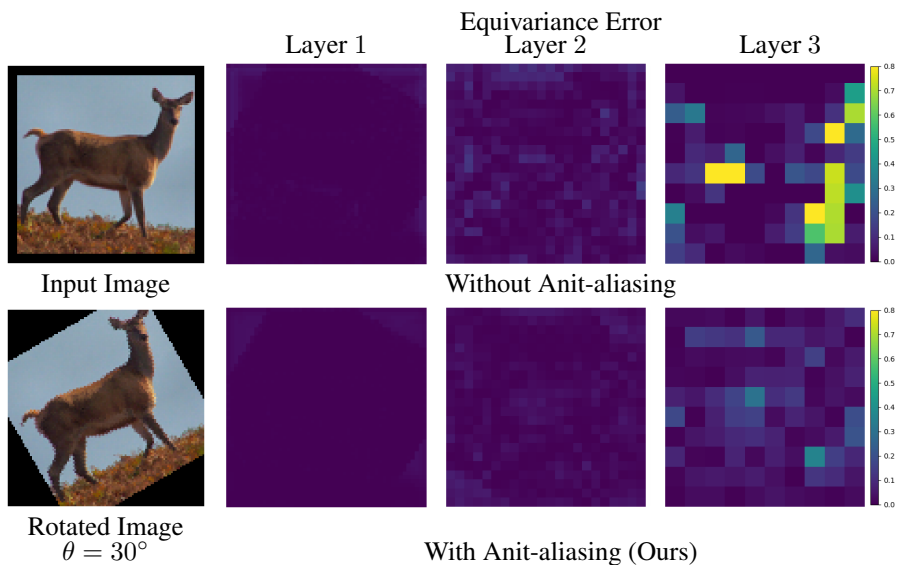 Equivariance Error
Layer 1
Layer 2
Layer 3
0.8
0.7
0.6
0.5
0.4
0.3
0.2
0.1
0.0
Input Image
Without Anit-aliasing
0.8
0.7
0.6
0.5
0.4
0.3
0.2
0.1
0.0
Rotated Image
θ = 30°
With Anit-aliasing (Ours)